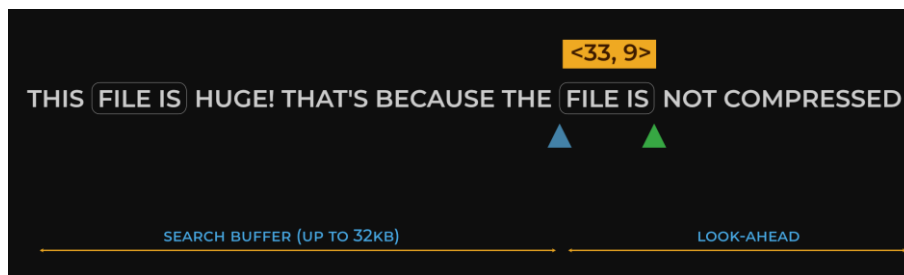 <33, 9>
THIS FILE IS HUGE! THAT'S BECAUSE THE FILE IS NOT COMPRESSED
SEARCH BUFFER (UP TO 32KB) LOOK-AHEAD